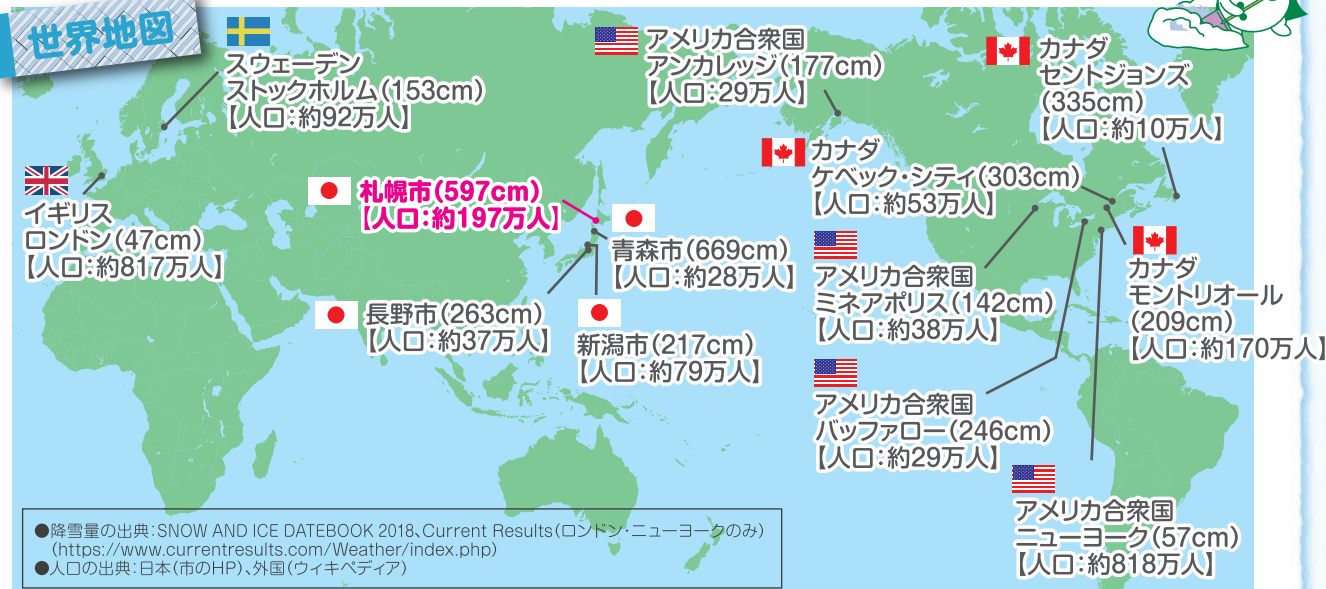 世界地図
スウェーデン
ストックホルム(153cm)
【人口:約92万人】
アメリカ合衆国
アンカレッジ(177cm)
【人口:29万人】
カナダ
セントジョンズ
(335cm)
【人口:約10万人】
イギリス
ロンドン(47cm)
【人口:約817万人】
札幌市(597cm)
【人口:約197万人】
カナダ
ケベック・シティ(303cm)
【人口:約53万人】
青森市(669cm)
【人口:約28万人】
長野市(263cm)
【人口:約37万人】
新潟市(217cm)
【人口:約79万人】
アメリカ合衆国
ミネアポリス(142cm)
【人口:約38万人】
カナダ
モントリオール
(209cm)
【人口:約170万人】
アメリカ合衆国
バッファロー(246cm)
【人口:約29万人】
アメリカ合衆国
ニューヨーク(57cm)
【人口:約818万人】
●降雪量の出典:SNOW AND ICE DATEBOOK 2018、Current Results(ロンドン・ニューヨークのみ)
(https://www.currentresults.com/Weather/index.php)
●人口の出典:日本(市のHP)、外国(ウィキペディア)